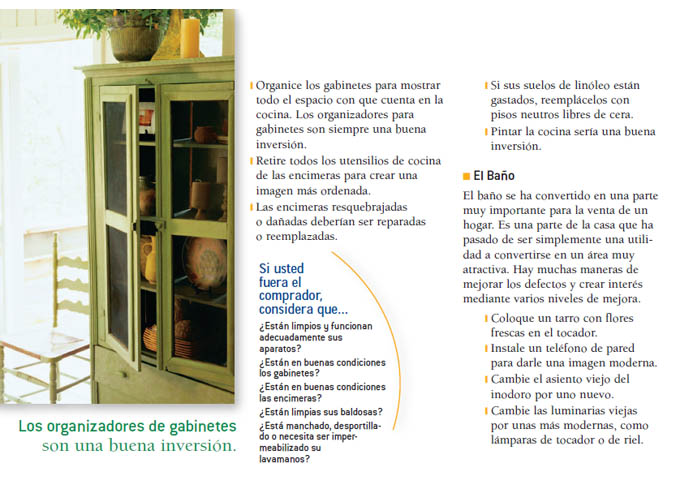 Organice los gabinetes para mostrar
todo el espacio con que cuenta en la
cocina. Los organizadores para
gabinetes son siempre una buena
inversión.
Retire todos los utensilios de cocina
de las encimeras para crear una
imagen más ordenada.
Las encimeras resquebrajadas
o dañadas deberían ser reparadas
o reemplazadas.
Si usted
fuera el
comprador,
considera que...
¿Están limpios y funcionan
adecuadamente sus
aparatos?
¿Están en buenas condiciones
los gabinetes?
¿Están en buenas condiciones
las encimeras?
¿Están limpias sus baldosas?
¿Está manchado, desportilla-
do o necesita ser imper-
meabilizado su
lavamanos?
Los organizadores de gabinetes
son una buena inversión.
Si sus suelos de linóleo están
gastados, reemplácelos con
pisos neutros libres de cera.
Pintar la cocina sería una buena
inversión.
El Baño
El baño se ha convertido en una parte
muy importante para la venta de un
hogar. Es una parte de la casa que ha
pasado de ser simplemente una utili-
dad a convertirse en un área muy
atractiva. Hay muchas maneras de
mejorar los defectos y crear interés
mediante varios niveles de mejora.
Coloque un tarro con flores
frescas en el tocador.
Instale un teléfono de pared
para darle una imagen moderna.
Cambie el asiento viejo del
inodoro por uno nuevo.
Cambie las luminarias viejas
por unas más modernas, como
lámparas de tocador o de riel.